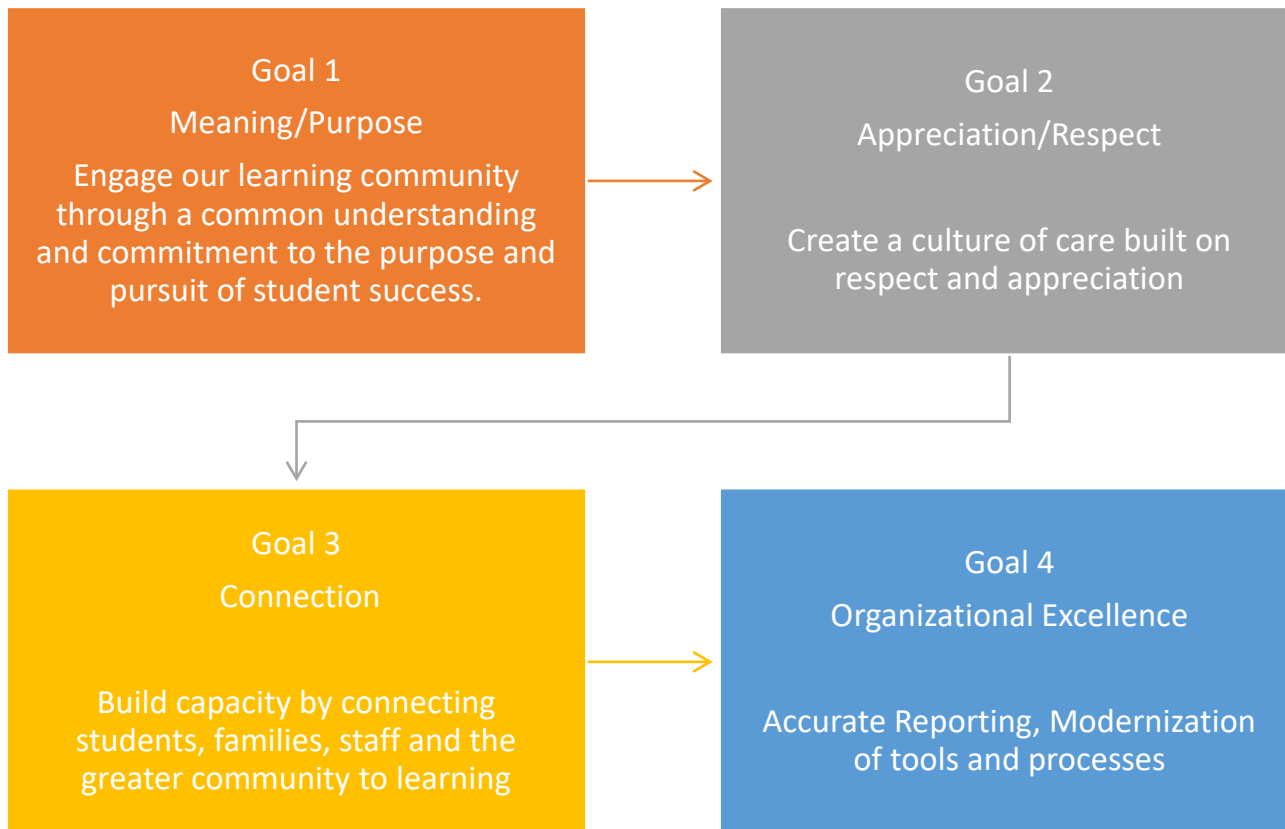 Goal 1
Meaning/Purpose
Engage our learning community
through a common understanding
and commitment to the purpose and
pursuit of student success.
Goal 2
Appreciation/Respect
Create a culture of care built on
respect and appreciation
Goal 3
Connection
Build capacity by connecting
students, families, staff and the
greater community to learning
Goal 4
Organizational Excellence
Accurate Reporting, Modernization
of tools and processes